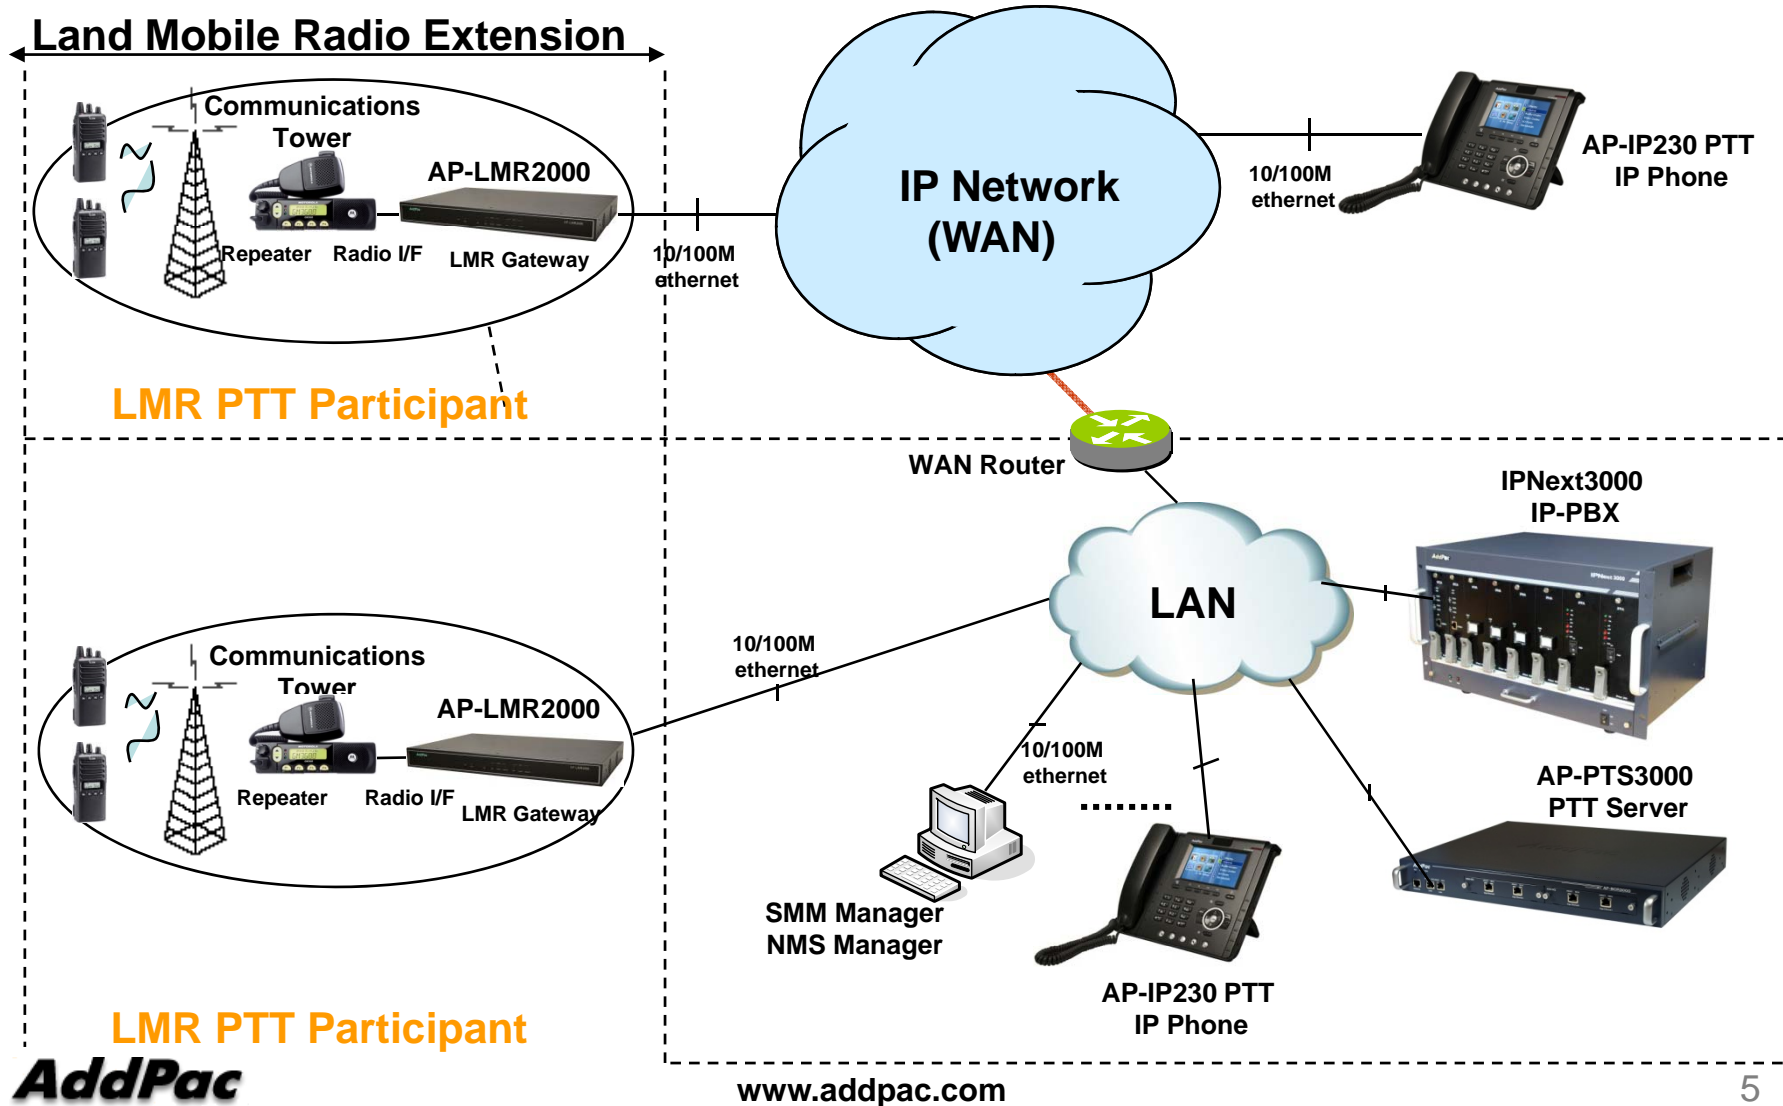 Land Mobile Radio Extension
Communications
Tower
AP-LMR2000
Repeater
Radio I/F
LMR Gateway
10/100M
ethernet
IP Network
(WAN)
10/100M
ethernet
AP-IP230 PTT
IP Phone
LMR PTT Participant
WAN Router
IPNext3000
IP-PBX
AddPac
IPNext 3000
LAN
10/100M
ethernet
Communications
Tower
AP-LMR2000
Repeater
Radio I/F
LMR Gateway
10/100M
ethernet
AP-PTS3000
PTT Server
SMM Manager
NMS Manager
AP-IP230 PTT
IP Phone
LMR PTT Participant
AddPac
www.addpac.com
5